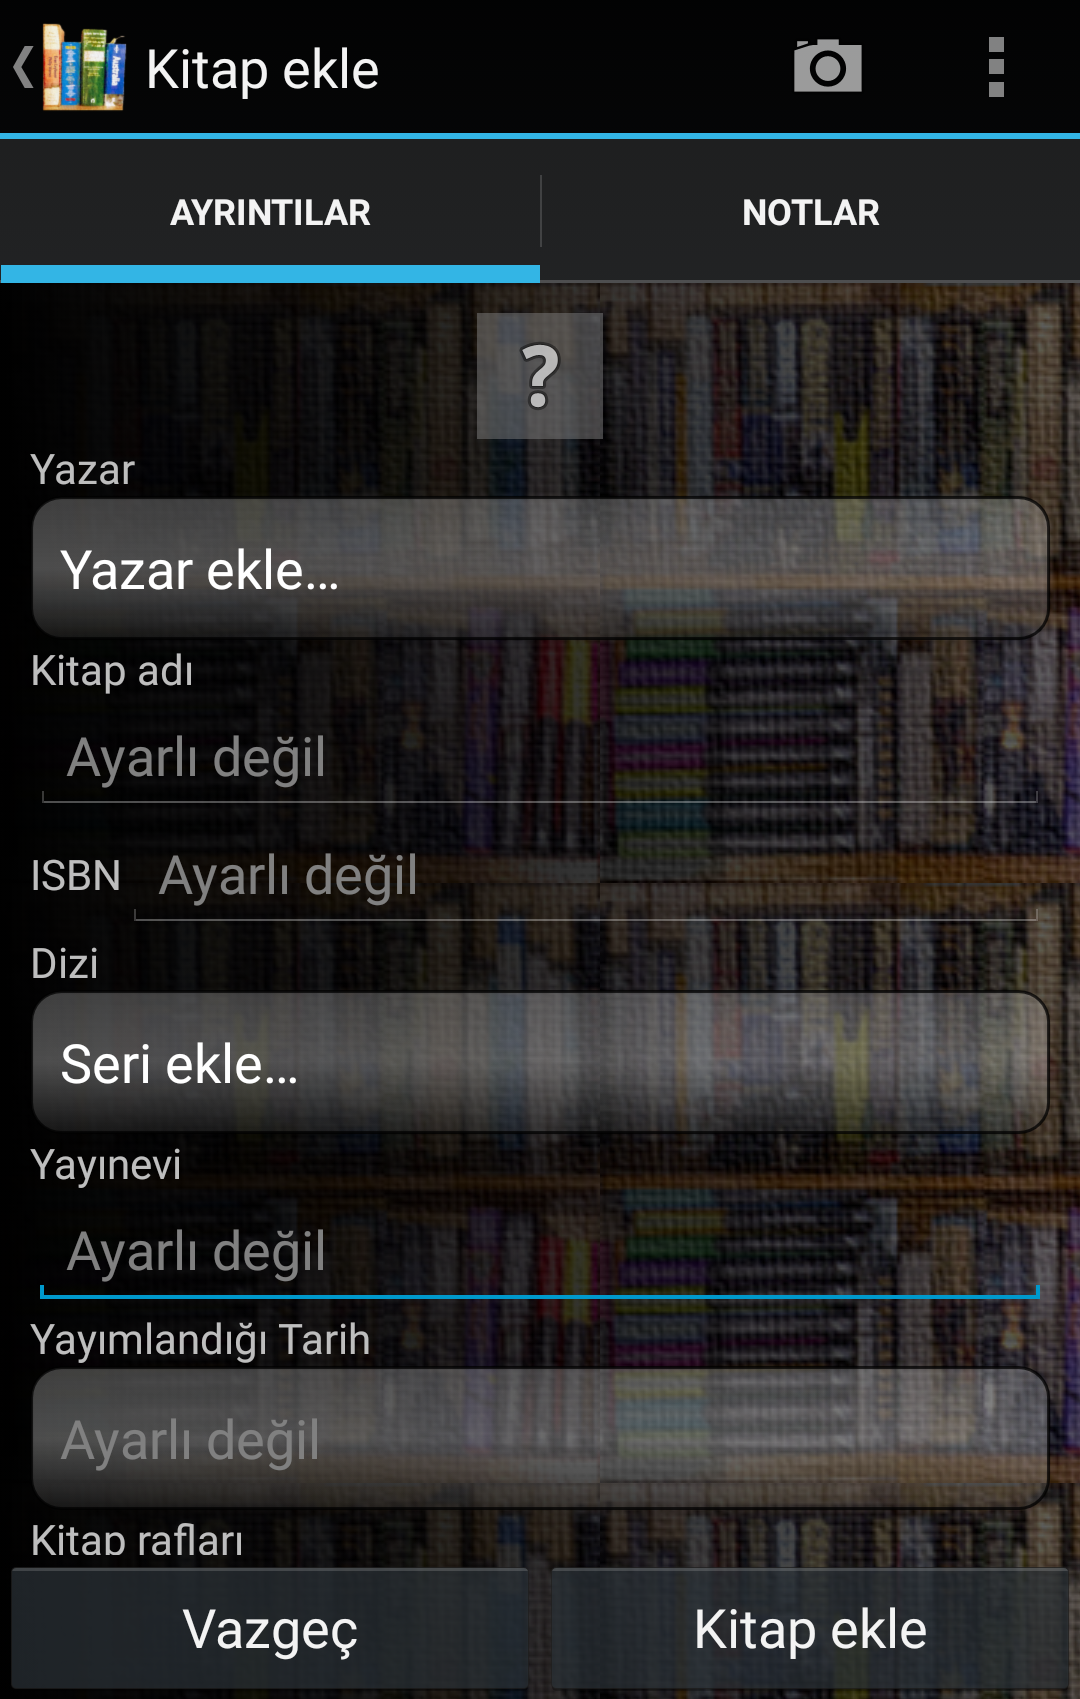 Kitap ekle
AYRINTILAR
NOTLAR
?
Yazar
Yazar ekle...
Kitap adı
Ayarlı değil
ISBN Ayarlı değil
Dizi
Seri ekle...
Yayınevi
Ayarlı değil
Yayımlandığı Tarih
Ayarlı değil
Kitap rafları
Vazgeç
Kitap ekle